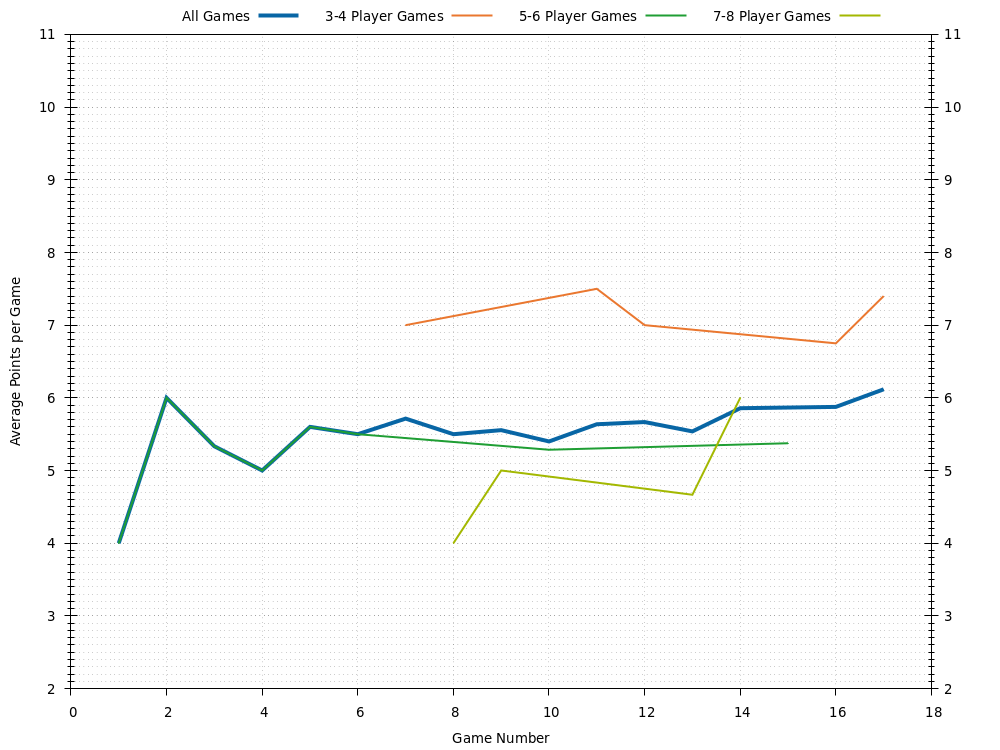 All Games 3-4 Player Games 5-6 Player Games 7-8 Player Games
11 11
10 10
9 9
8 8
7 7
6 6
5 5
4 4
3 3
2 2
Average Points per Game
0 2 4 6 8 10 12 14 16 18
Game Number